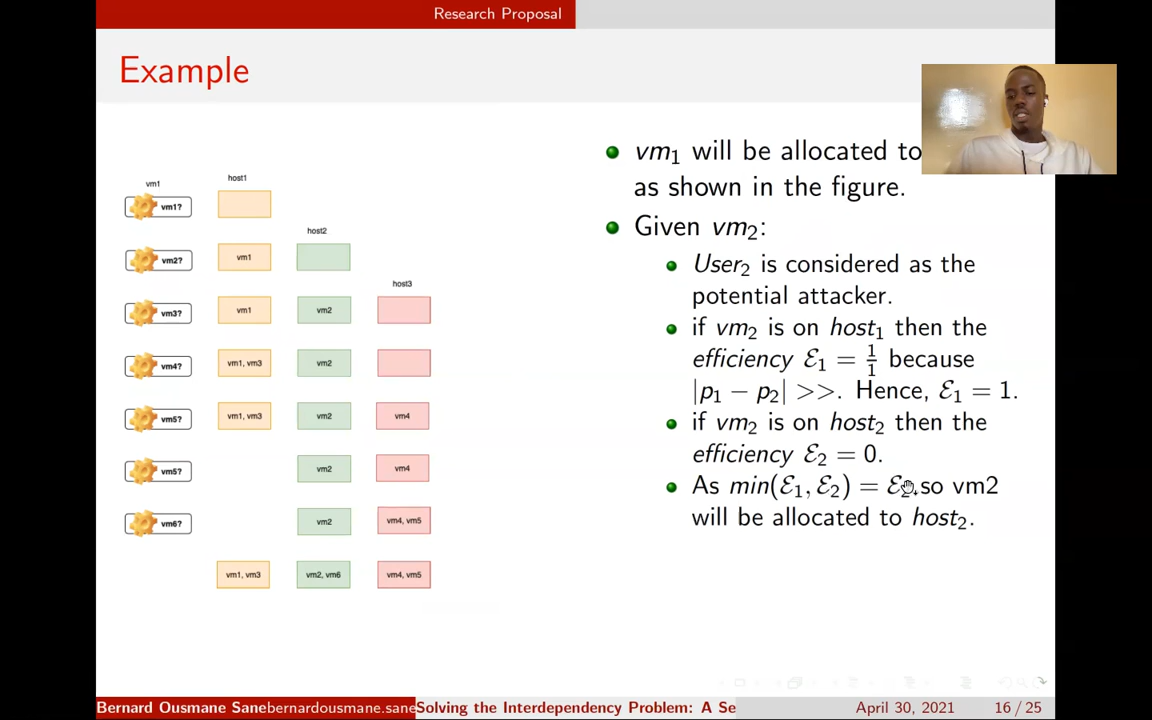 Research Proposal
Example
vm1
host1
vm1?
host2
vm2?
vm1
host3
vm3?
vm1
vm2
vm4?
vm1, vm3
vm2
vm5?
vm1, vm3
vm2
vm4
vm5?
vm2
vm4
vm6?
vm2
vm4, vm5
vm1, vm3
vm2, vm6
vm4, vm5
vm₁ will be allocated to
as shown in the figure.
Given vm₂:
User₂ is considered as the
potential attacker.
if vm₂ is on host₁ then the
efficiency ℰ₁ = 1/1 because
|p₁ − p₂| >>. Hence, ℰ₁ = 1.
if vm₂ is on host₂ then the
efficiency ℰ₂ = 0.
As min(ℰ₁, ℰ₂) = ℰ₂ so vm2
will be allocated to host₂.
Bernard Ousmane Sane bernardousmane.sane Solving the Interdependency Problem: A Se April 30, 2021 16 / 25